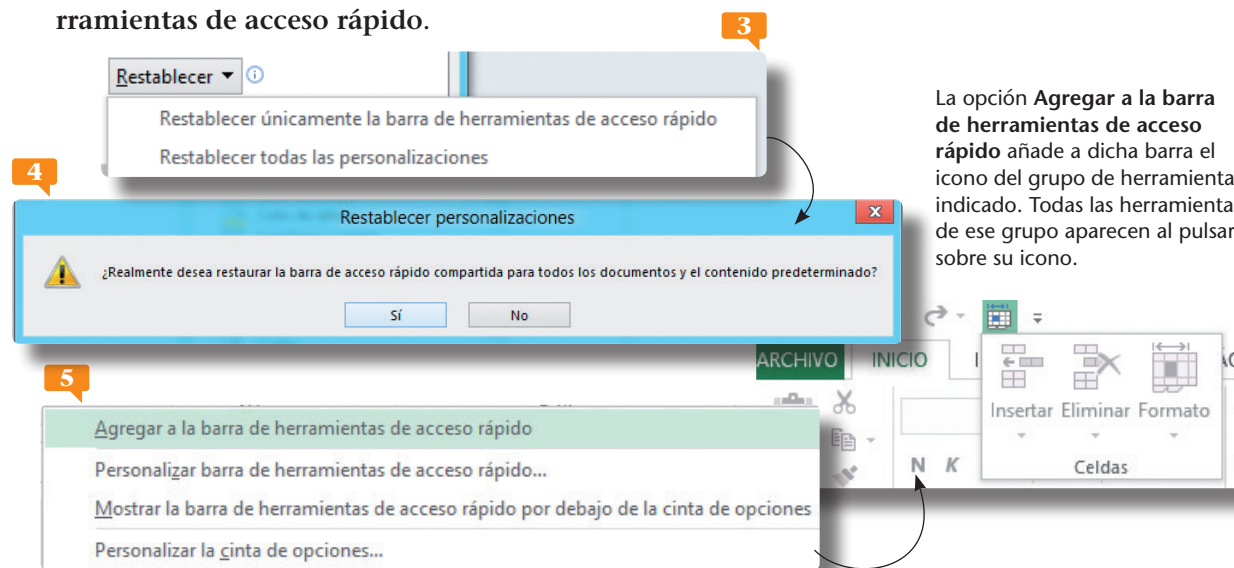 rramientas de acceso rápido.
3
Restablecer
Restablecer únicamente la barra de herramientas de acceso rápido
Restablecer todas las personalizaciones
4
Restablecer personalizaciones
¿Realmente desea restaurar la barra de acceso rápido compartida para todos los documentos y el contenido predeterminado?
Sí
No
La opción Agregar a la barra
de herramientas de acceso
rápido añade a dicha barra el
icono del grupo de herramienta
indicado. Todas las herramienta
de ese grupo aparecen al pulsar
sobre su icono.
5
Agregar a la barra de herramientas de acceso rápido
Personalizar barra de herramientas de acceso rápido...
Mostrar la barra de herramientas de acceso rápido por debajo de la cinta de opciones
Personalizar la cinta de opciones...
ARCHIVO
INICIO
Insertar Eliminar Formato
Celdas
N K